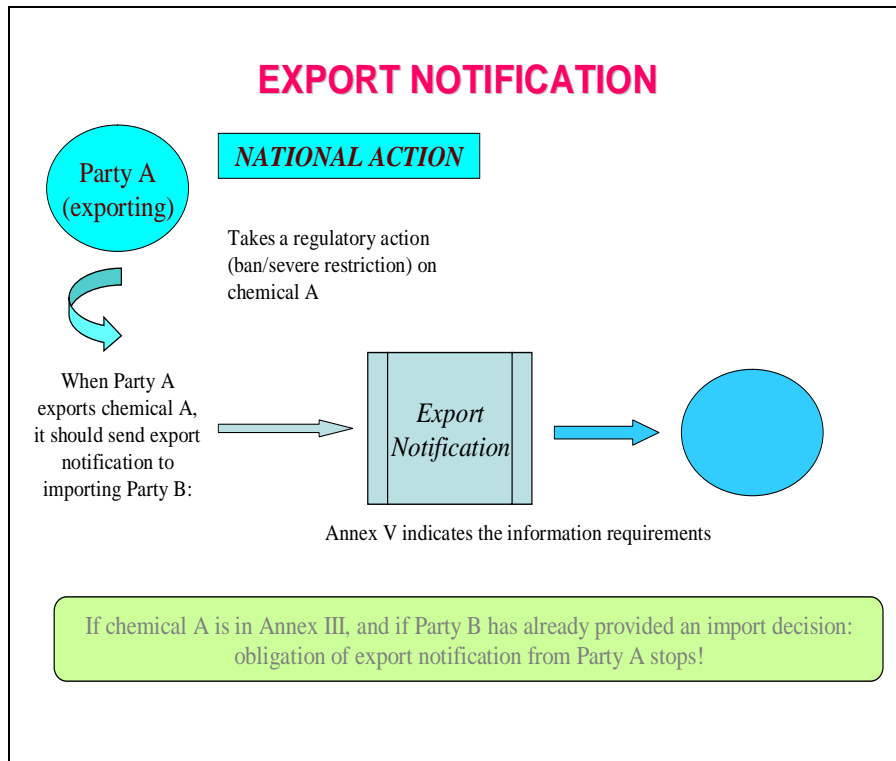 EXPORT NOTIFICATION
Party A
(exporting)
NATIONAL ACTION
Takes a regulatory action
(ban/severe restriction) on
chemical A
When Party A
exports chemical A,
it should send export
notification to
importing Party B:
Export
Notification
Annex V indicates the information requirements
If chemical A is in Annex III, and if Party B has already provided an import decision:
obligation of export notification from Party A stops!